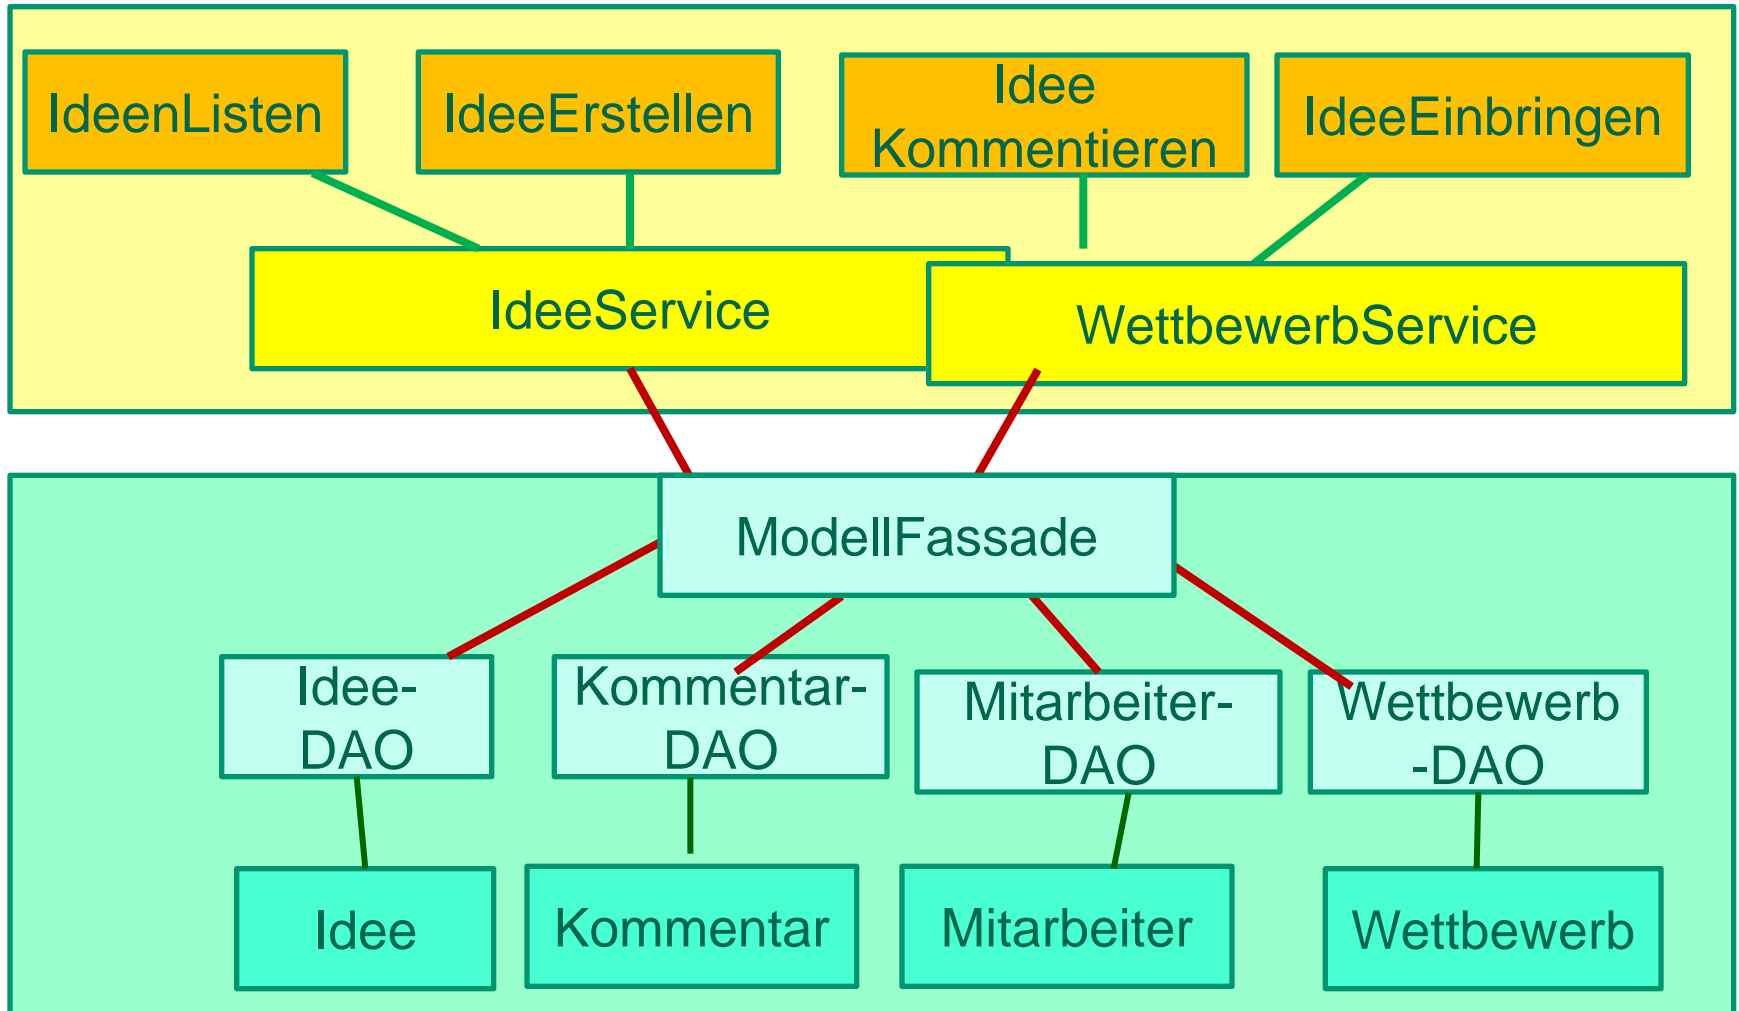 IdeenListen
IdeeErstellen
Idee
Kommentieren
IdeeEinbringen
IdeeService
WettbewerbService
ModellFassade
Idee-
DAO
Kommentar-
DAO
Mitarbeiter-
DAO
Wettbewerb
-DAO
Idee
Kommentar
Mitarbeiter
Wettbewerb